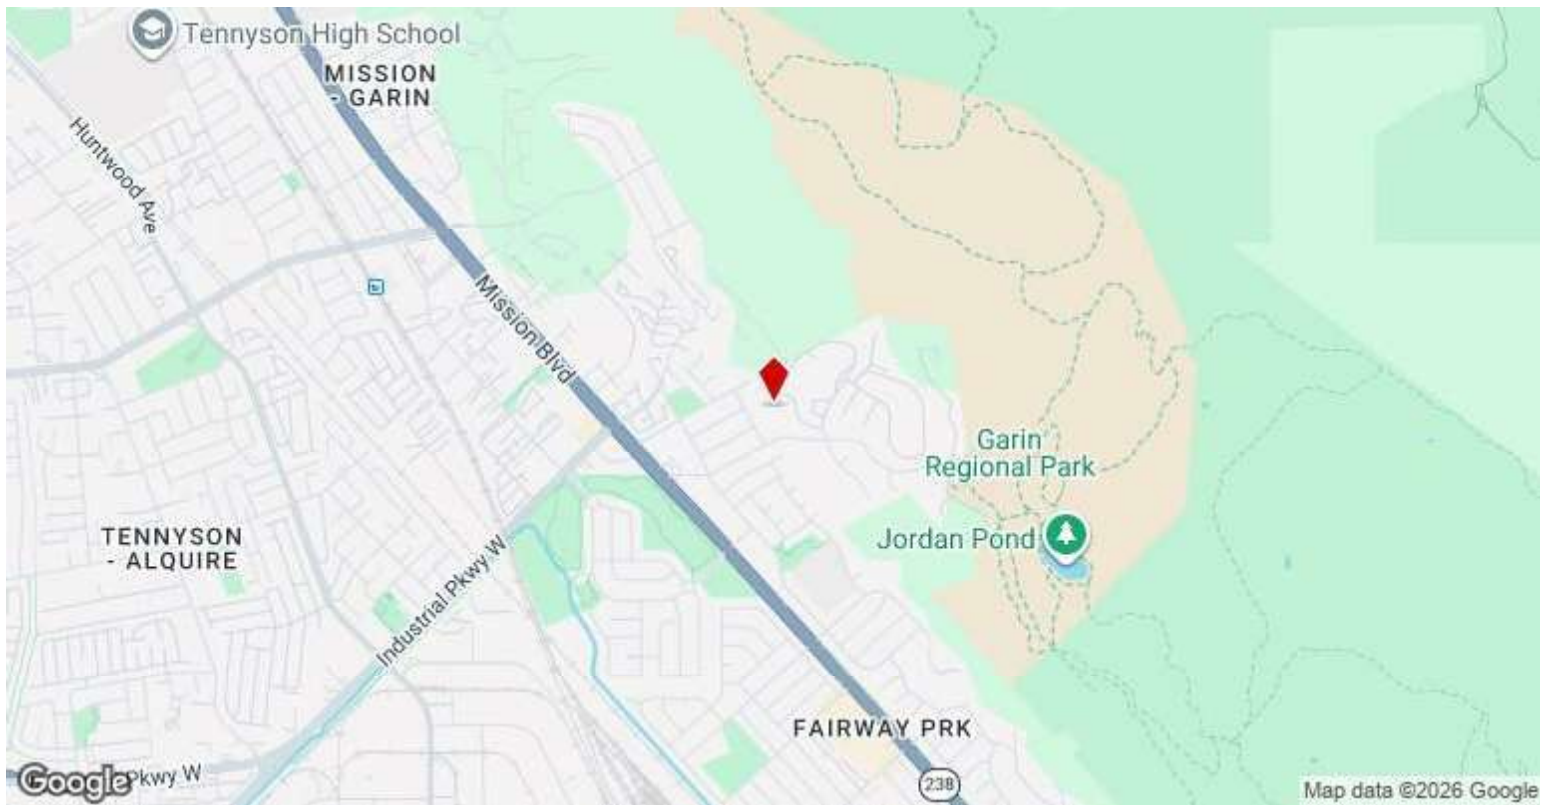 Tennyson High School
MISSION
- GARIN
Huntwood Ave
Mission Blvd
Garin
Regional Park
Jordan Pond
TENNYSON
- ALQUIRE
Industrial Pkwy W
FAIRWAY PRK
Pkwy W
238
Google
Map data ©2026 Google